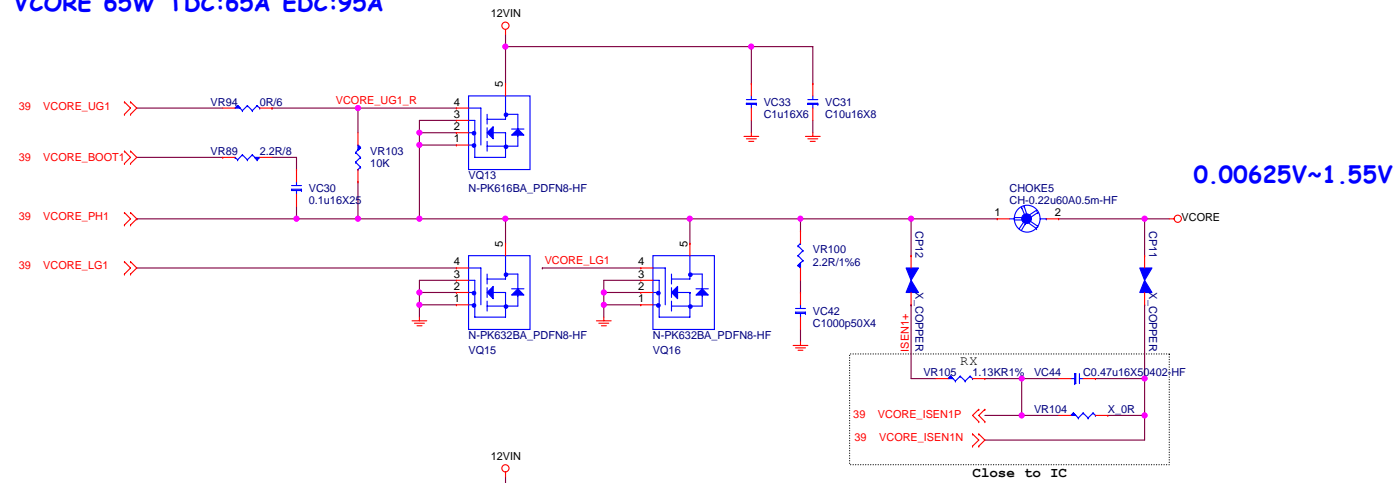 VCORE 65W TDC:65A EDC:95A
12VIN
5
39 VCORE_UG1
VR94 0R/6
VCORE_UG1_R
4
3
2
1
VC33
C1u16X6
VC31
C10u16X8
39 VCORE_BOOT1
VR89 2.2R/8
VR103
10K
VQ13
N-PK616BA_PDFN8-HF
VC30
0.1u16X25
0.00625V~1.55V
CHOKE5
CH-0.22u60A0.5m-HF
39 VCORE_PH1
1
2
VCORE
5
5
CP12
CP11
VR100
2.2R/1%6
39 VCORE_LG1
4
3
2
1
VCORE_LG1
4
3
2
1
X_COPPER
X_COPPER
VC42
C1000p50X4
ISEN1+
N-PK632BA_PDFN8-HF
VQ15
N-PK632BA_PDFN8-HF
VQ16
RX
VR105 1.13KR1%
VC44 C0.47u16X50402-HF
39 VCORE_ISEN1P
VR104 X_0R
39 VCORE_ISEN1N
Close to IC
12VIN